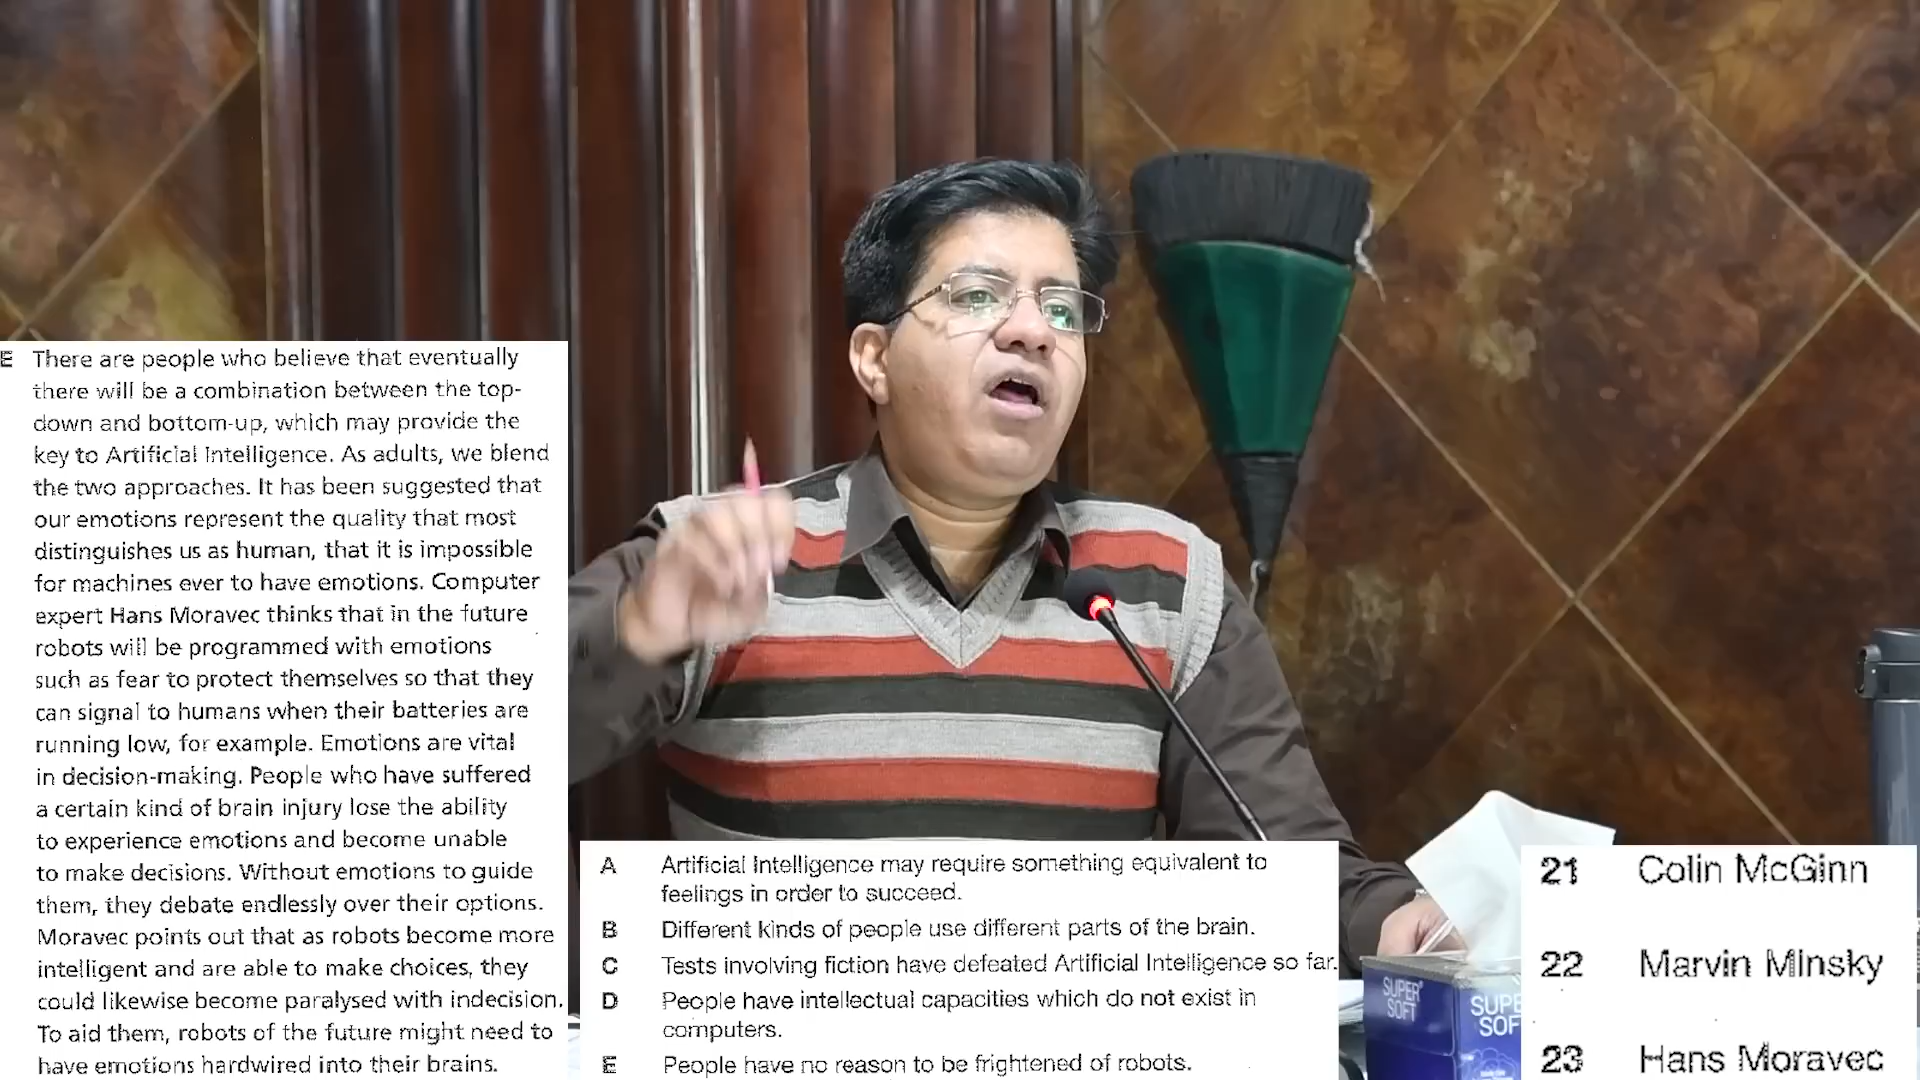 E There are people who believe that eventually
there will be a combination between the top-
down and bottom-up, which may provide the
key to Artificial Intelligence. As adults, we blend
the two approaches. It has been suggested that
our emotions represent the quality that most
distinguishes us as human, that it is impossible
for machines ever to have emotions. Computer
expert Hans Moravec thinks that in the future
robots will be programmed with emotions
such as fear to protect themselves so that they
can signal to humans when their batteries are
running low, for example. Emotions are vital
in decision-making. People who have suffered
a certain kind of brain injury lose the ability
to experience emotions and become unable
to make decisions. Without emotions to guide
them, they debate endlessly over their options.
Moravec points out that as robots become more
intelligent and are able to make choices, they
could likewise become paralysed with indecision.
To aid them, robots of the future might need to
have emotions hardwired into their brains.
A Artificial Intelligence may require something equivalent to
feelings in order to succeed.
B Different kinds of people use different parts of the brain.
C Tests involving fiction have defeated Artificial Intelligence so far.
D People have intellectual capacities which do not exist in
computers.
E People have no reason to be frightened of robots.
SUPER
SOFT
SUPE
SOF
21 Colin McGinn
22 Marvin Minsky
23 Hans Moravec